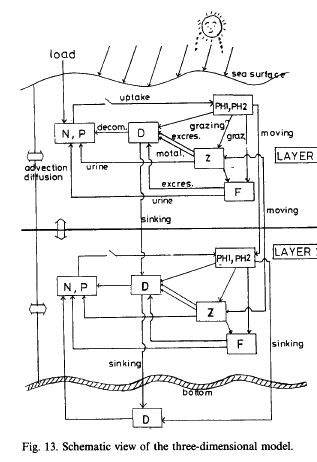 load
sea surface
uptake
PH1,PH2
N, P
decom.
D
grazing
graz.
moving
excres.
motal.
Z
LAYER
advection
diffusion
urine
excres.
F
urine
moving
sinking
LAYER
PH1,PH2
N, P
D
Z
F
sinking
sinking
bottom
D
Fig. 13. Schematic view of the three-dimensional model.